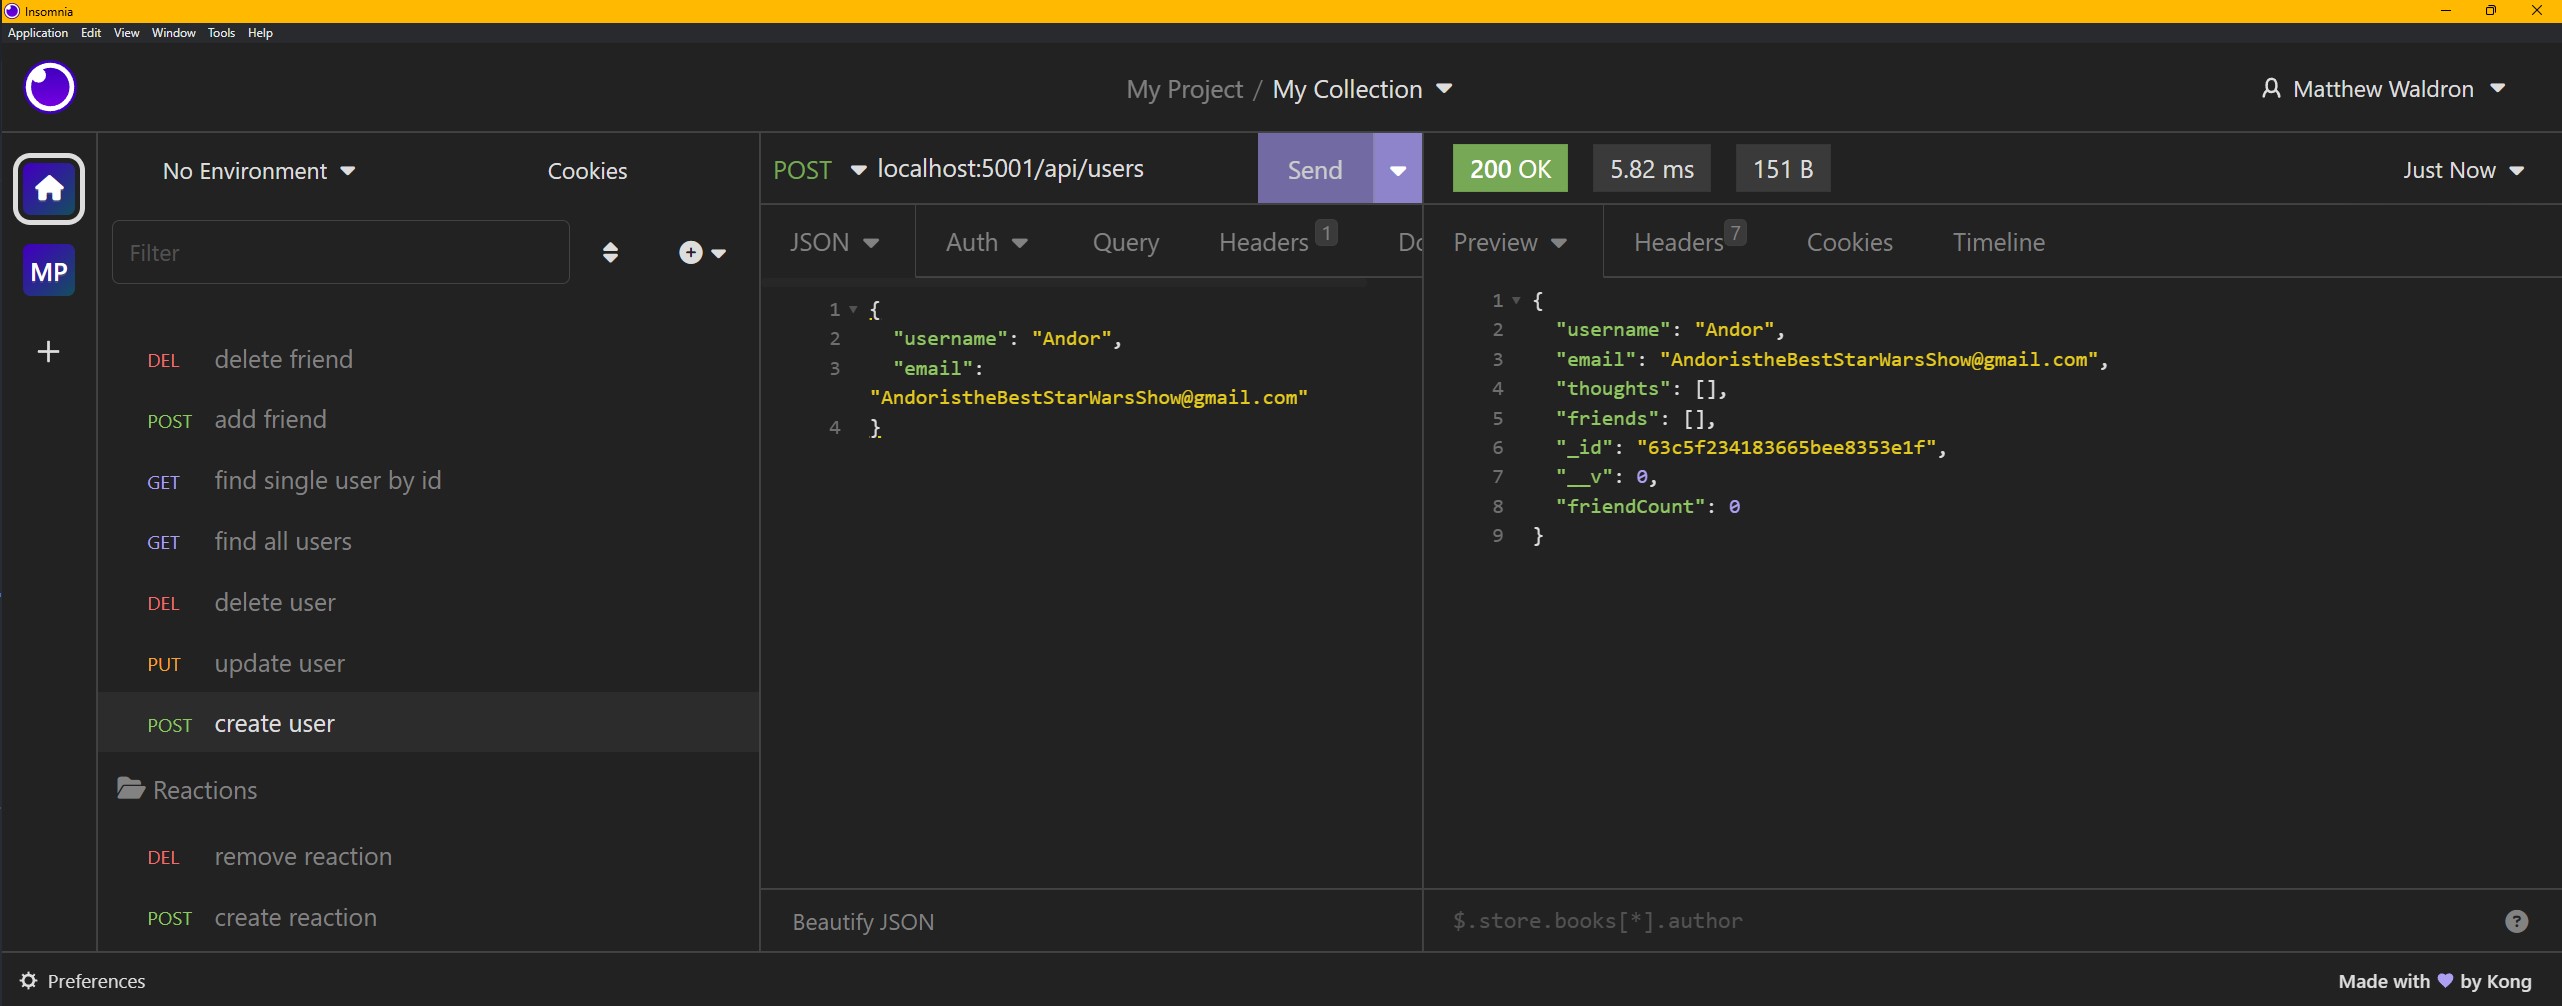 Insomnia
Application Edit View Window Tools Help
My Project / My Collection
Matthew Waldron
No Environment
Cookies
POST localhost:5001/api/users
Send
200 OK
5.82 ms
151 B
Just Now
MP
Filter
JSON
Auth
Query
Headers 1
Preview
Headers 7
Cookies
Timeline
DEL delete friend
POST add friend
GET find single user by id
GET find all users
DEL delete user
PUT update user
POST create user
Reactions
DEL remove reaction
POST create reaction
1 {
2 "username": "Andor",
3 "email":
"AndoristheBestStarWarsShow@gmail.com"
4 }
Beautify JSON
1 {
2 "username": "Andor",
3 "email": "AndoristheBestStarWarsShow@gmail.com",
4 "thoughts": [],
5 "friends": [],
6 "_id": "63c5f234183665bee8353e1f",
7 "__v": 0,
8 "friendCount": 0
9 }
$.store.books[*].author
?
Preferences
Made with 💜 by Kong